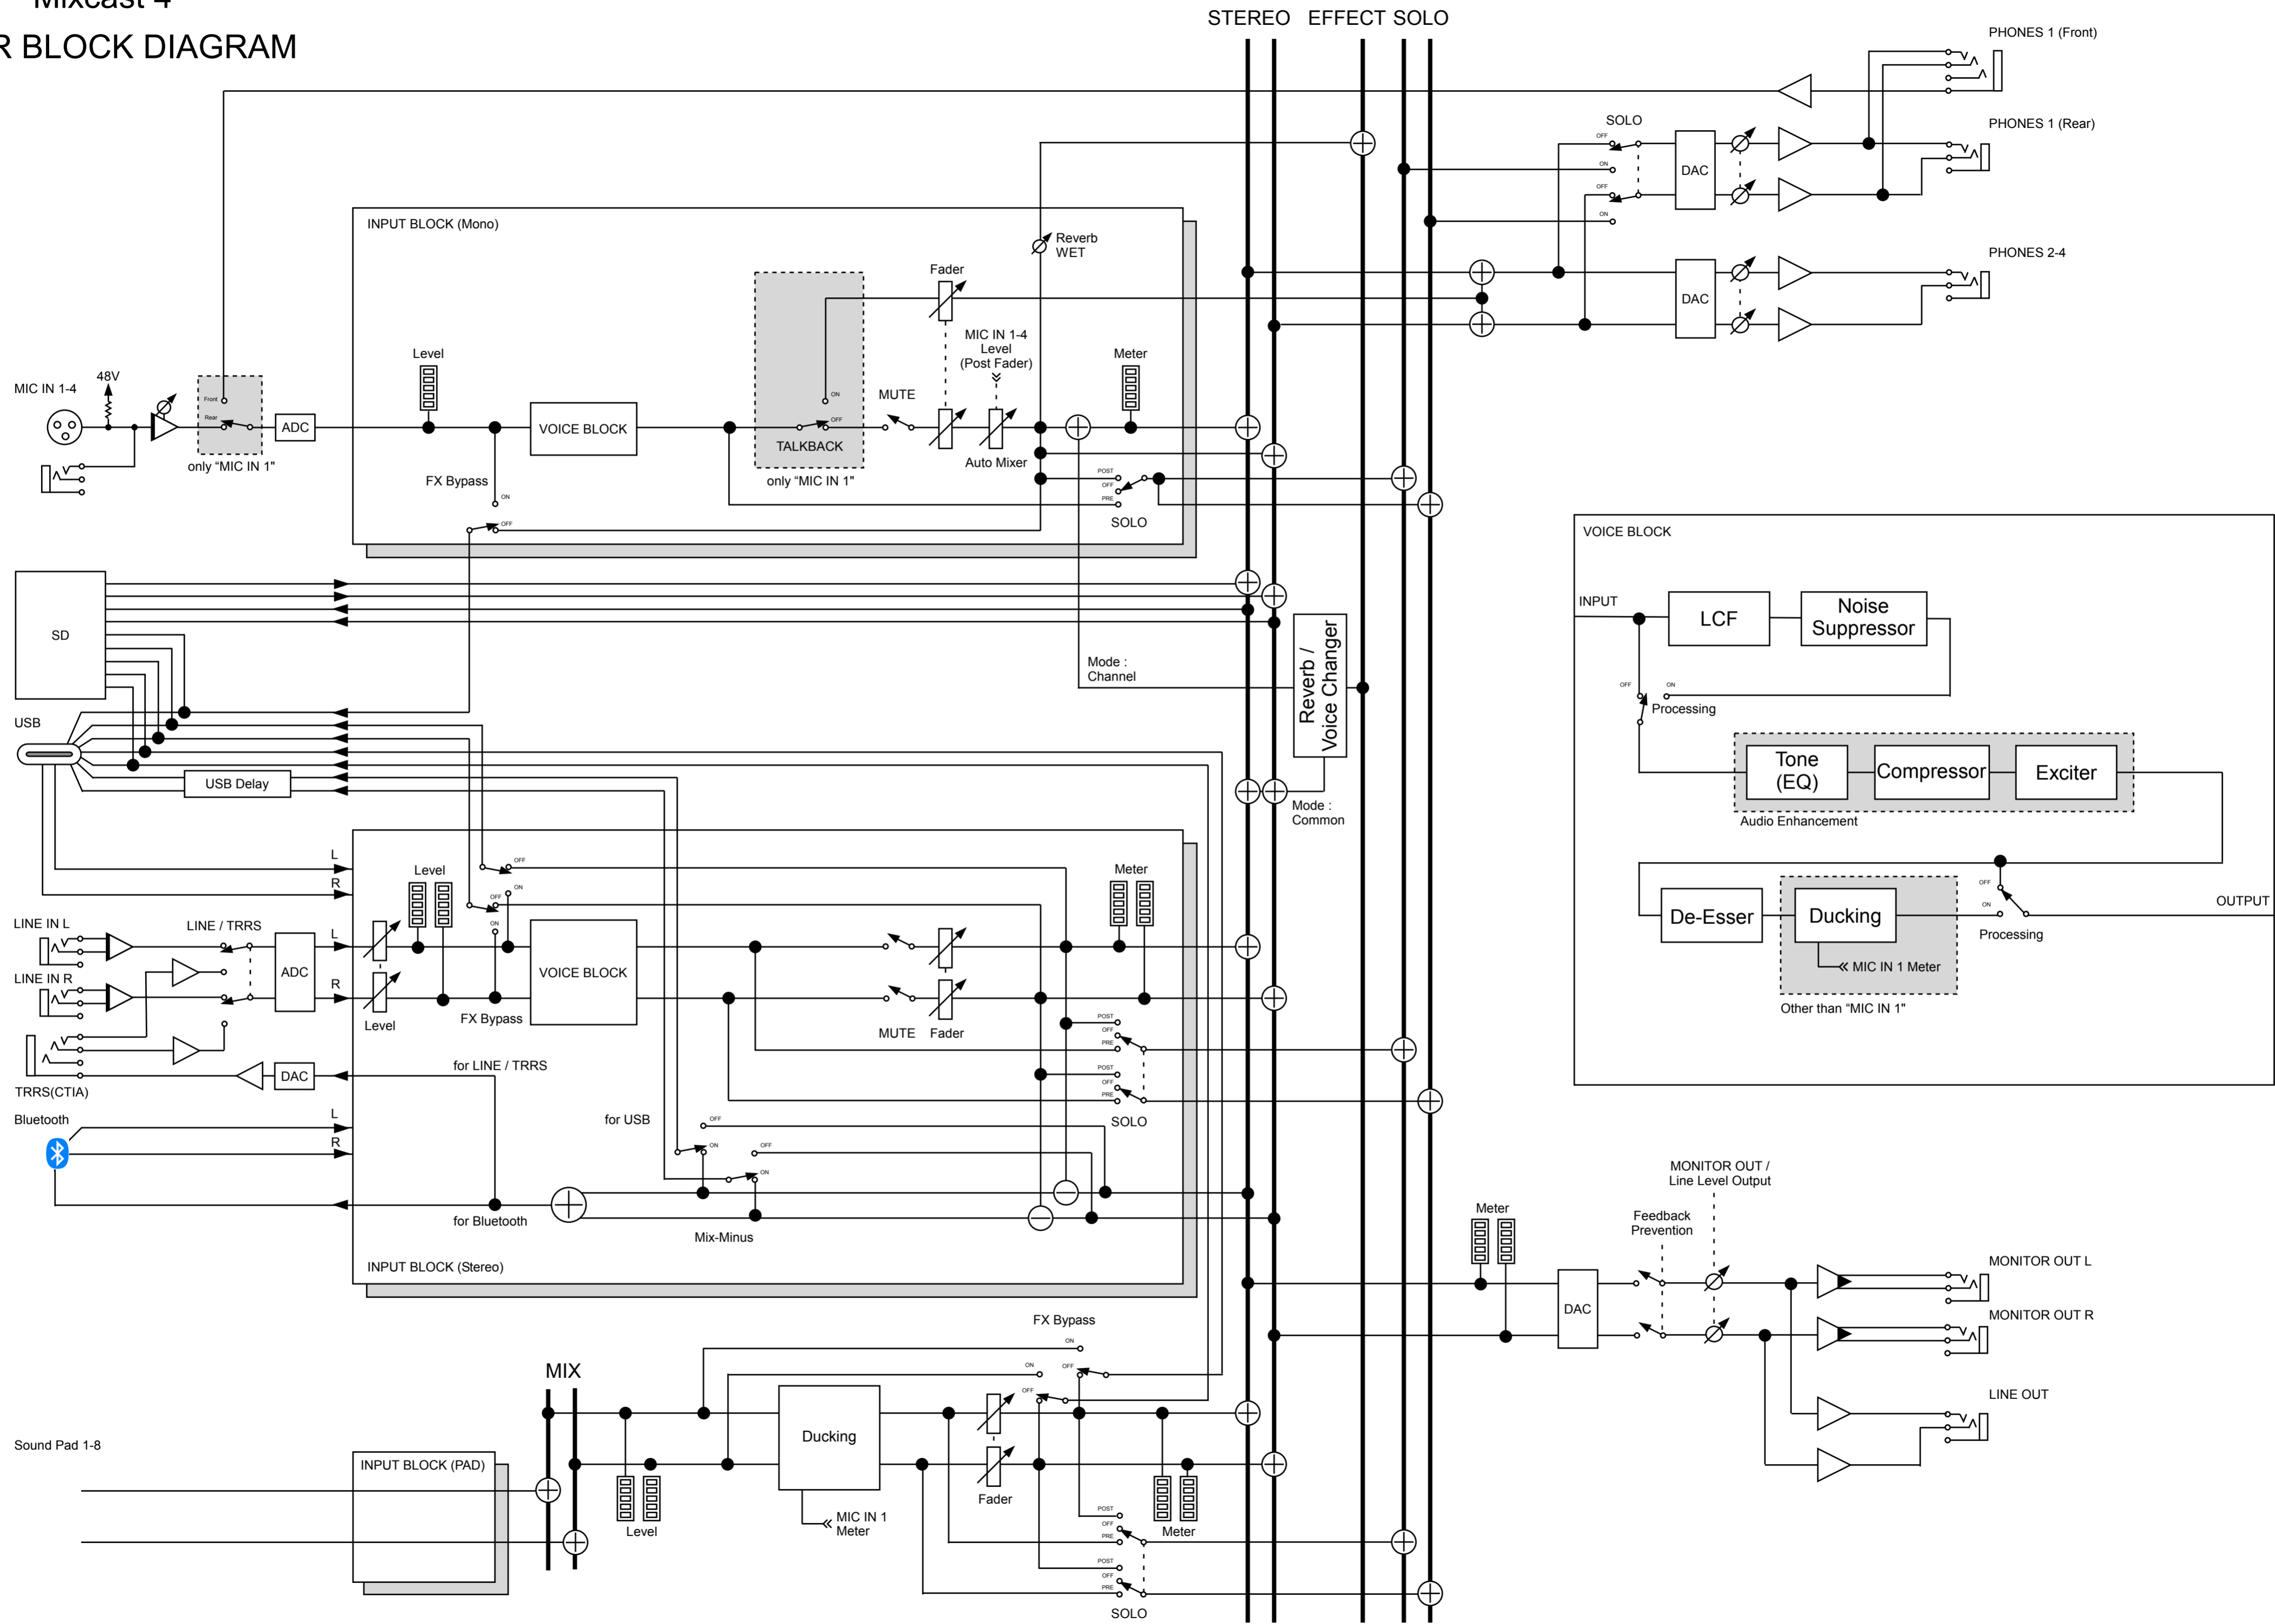 Mixcast 4
R BLOCK DIAGRAM
STEREO EFFECT SOLO
PHONES 1 (Front)
PHONES 1 (Rear)
SOLO
OFF
ON
OFF
ON
DAC
PHONES 2-4
DAC
INPUT BLOCK (Mono)
Reverb
WET
Fader
MIC IN 1-4
Level
(Post Fader)
Level
Meter
MIC IN 1-4
48V
Front
Rear
ADC
only “MIC IN 1"
VOICE BLOCK
ON
OFF
TALKBACK
only “MIC IN 1"
MUTE
Auto Mixer
FX Bypass
ON
OFF
POST
OFF
PRE
SOLO
SD
USB
USB Delay
Mode :
Channel
Reverb /
Voice Changer
Mode :
Common
VOICE BLOCK
INPUT
LCF
Noise
Suppressor
OFF
ON
Processing
Tone
(EQ)
Compressor
Exciter
Audio Enhancement
De-Esser
Ducking
MIC IN 1 Meter
Other than “MIC IN 1"
OFF
ON
Processing
OUTPUT
L
R
LINE IN L
LINE IN R
LINE / TRRS
ADC
L
R
TRRS(CTIA)
DAC
Bluetooth
L
R
Level
OFF
ON
OFF
ON
Level
FX Bypass
VOICE BLOCK
MUTE
Fader
Meter
POST
OFF
PRE
POST
OFF
PRE
SOLO
for LINE / TRRS
for USB
OFF
ON
OFF
ON
for Bluetooth
Mix-Minus
INPUT BLOCK (Stereo)
MONITOR OUT /
Line Level Output
Feedback
Prevention
Meter
DAC
MONITOR OUT L
MONITOR OUT R
LINE OUT
FX Bypass
ON
ON
OFF
OFF
MIX
Sound Pad 1-8
INPUT BLOCK (PAD)
Level
Ducking
MIC IN 1
Meter
Fader
Meter
POST
OFF
PRE
POST
OFF
PRE
SOLO